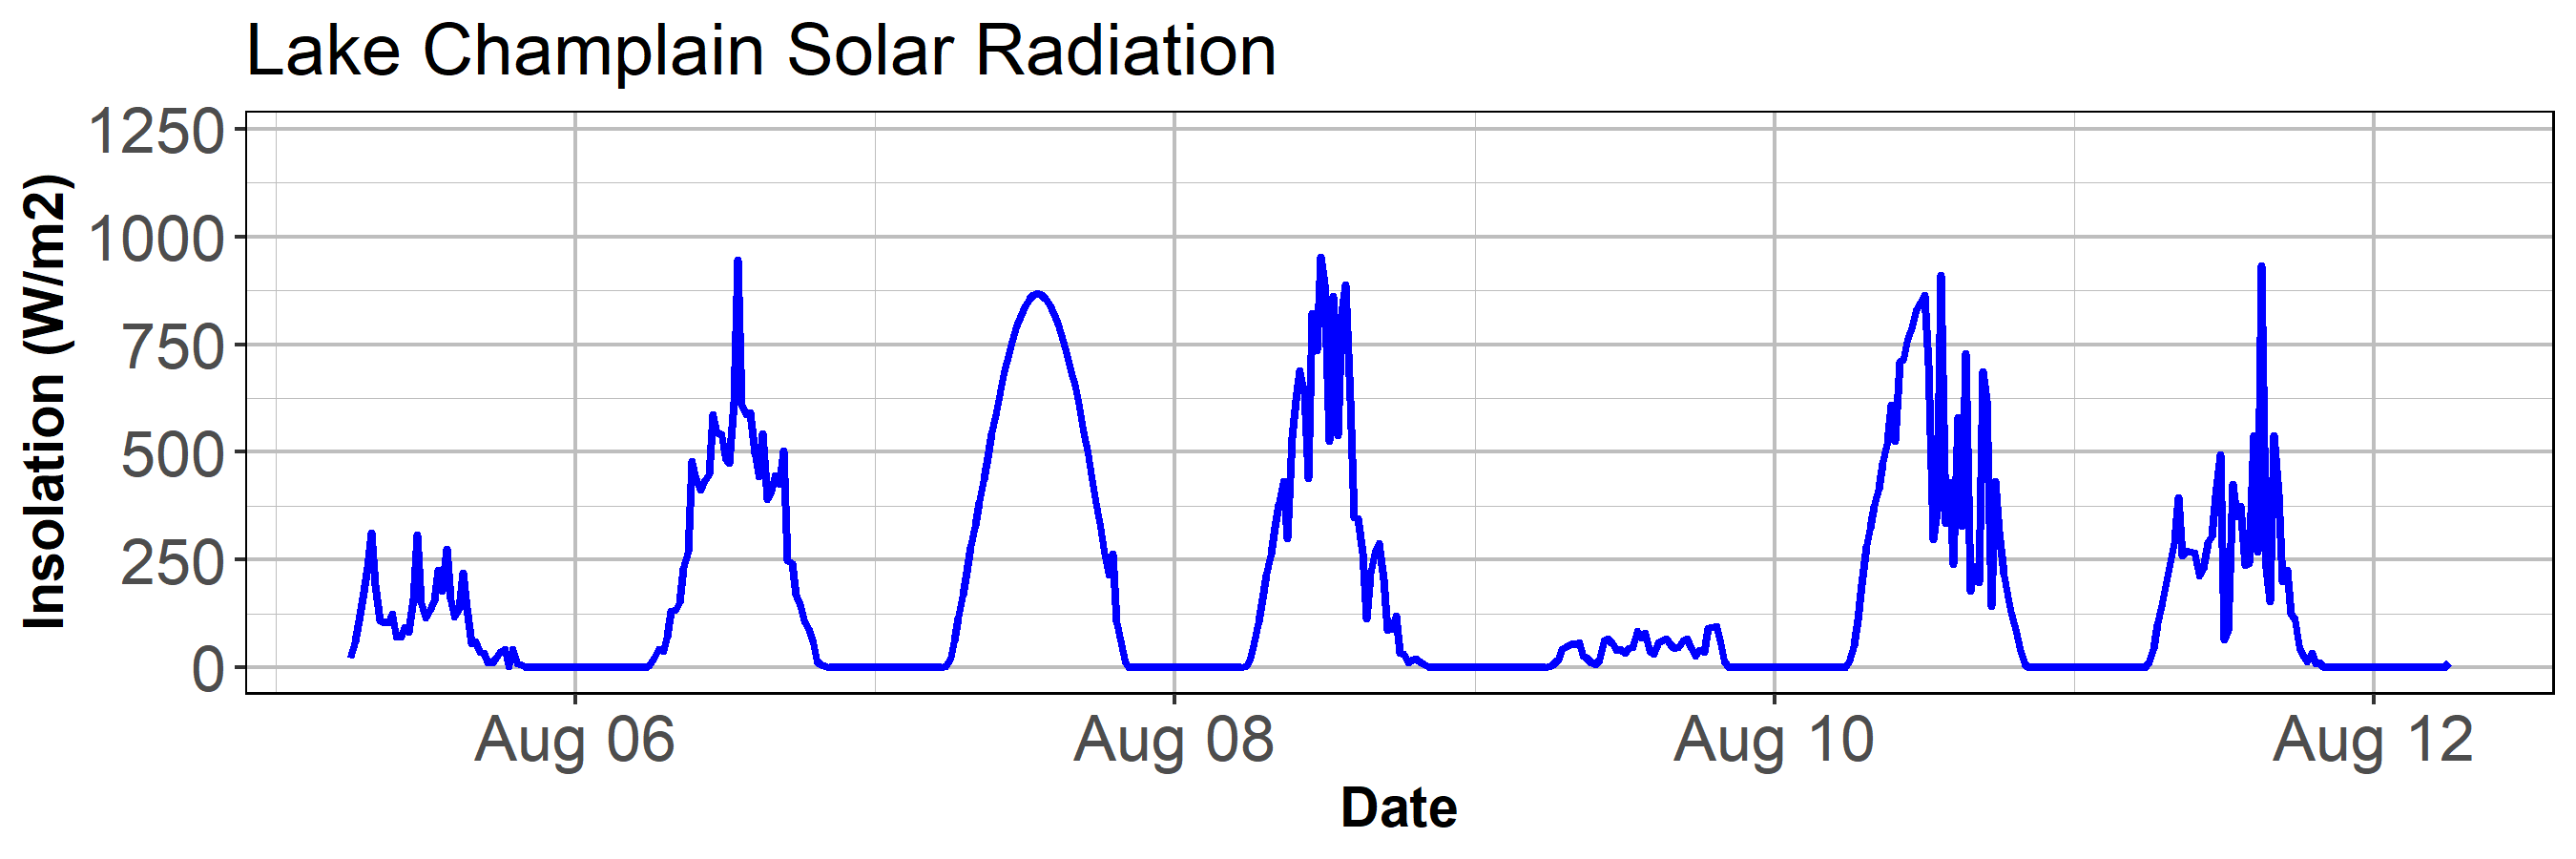 Lake Champlain Solar Radiation
1250
1000
750
500
250
0
Insolation (W/m2)
Aug 06 Aug 08 Aug 10 Aug 12
Date